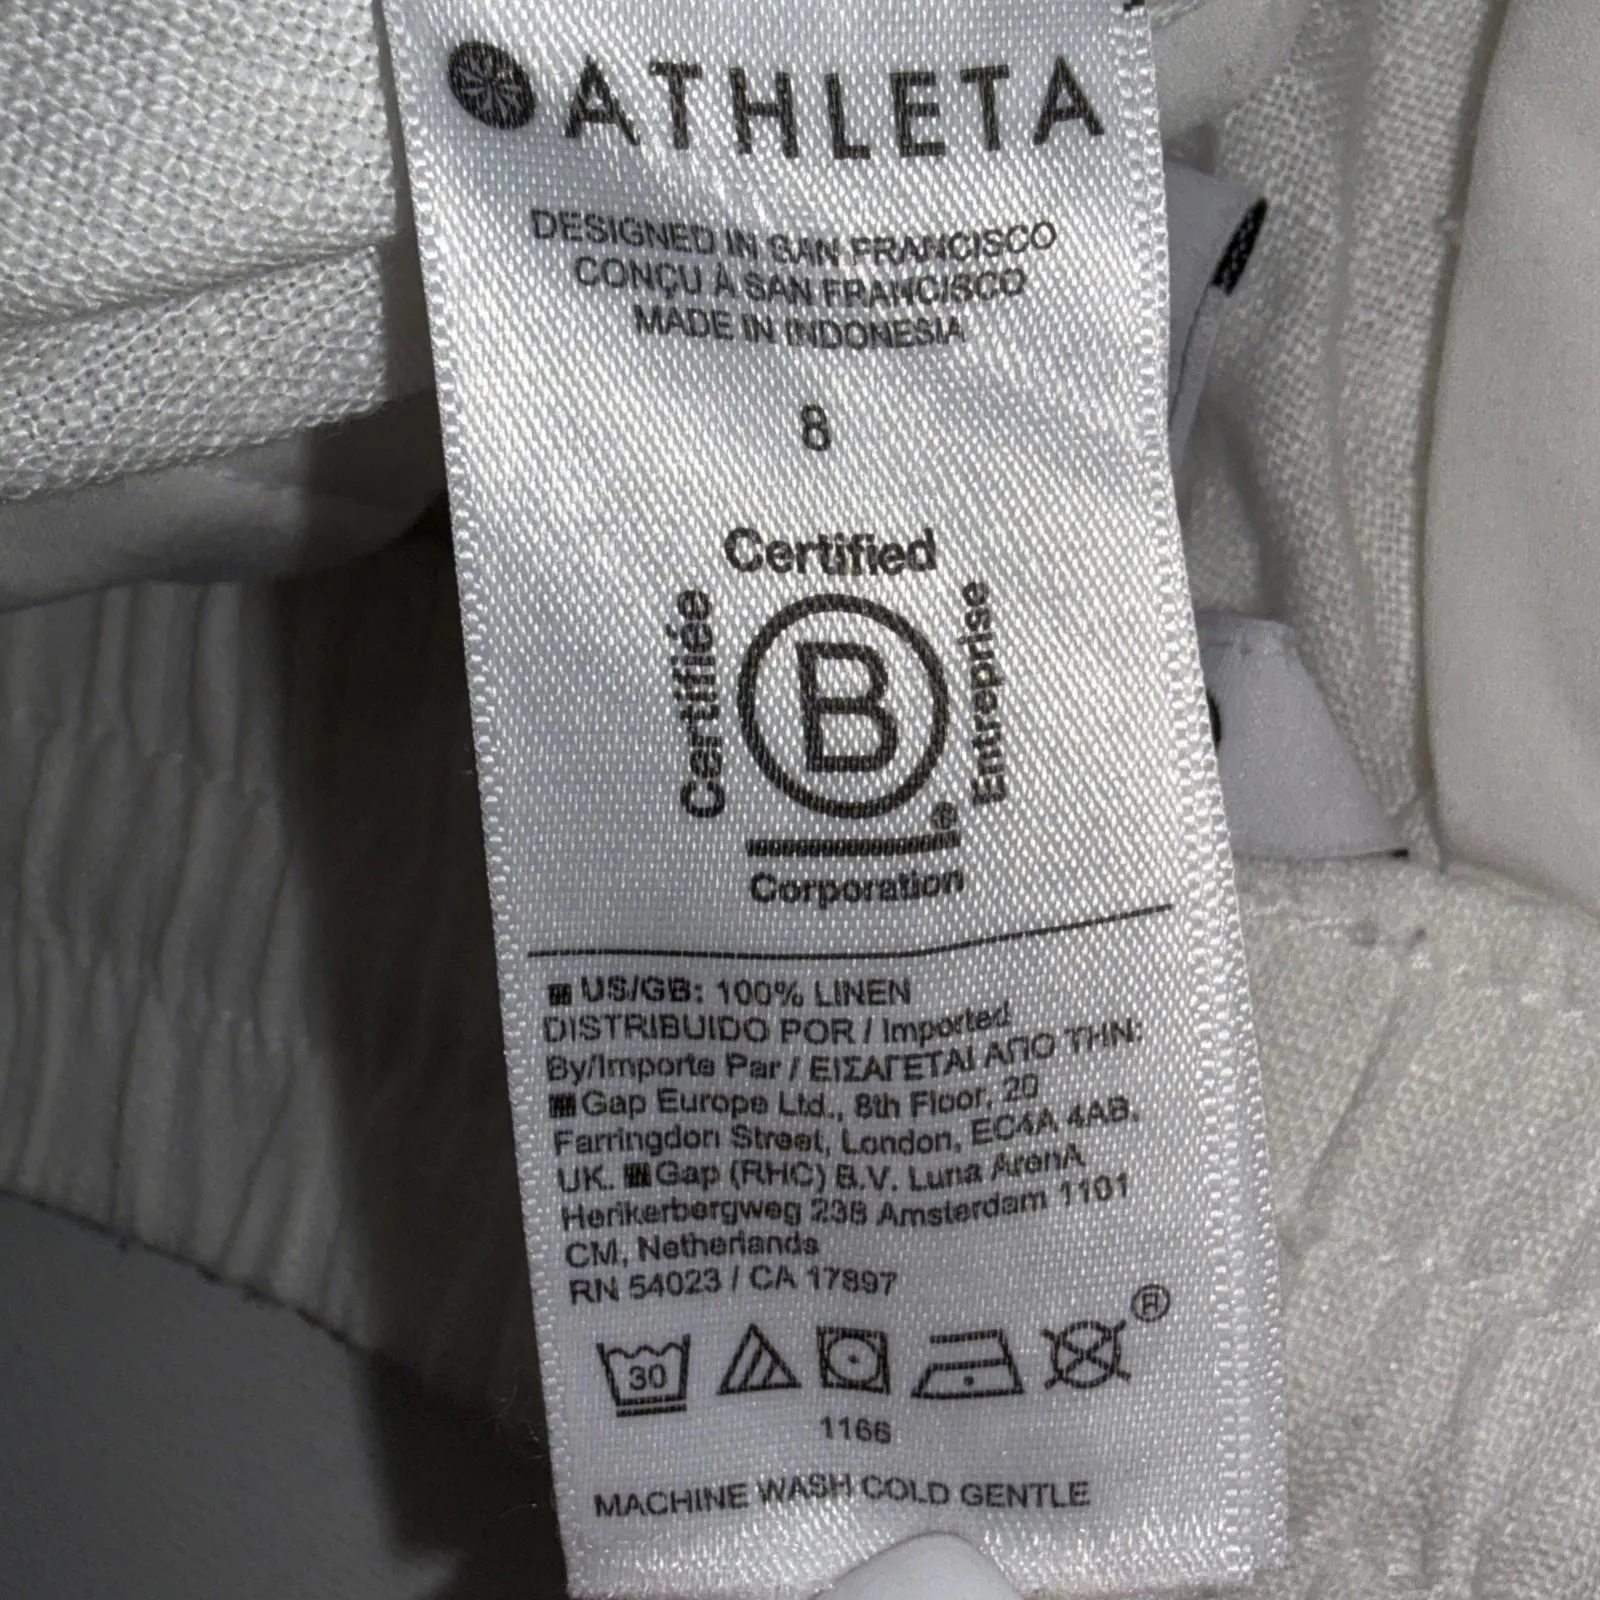 ATHLETA
DESIGNED IN SAN FRANCISCO
CONÇU À SAN FRANCISCO
MADE IN INDONESIA
8
Certified
Certifiée
B
Entreprise
®
Corporation
US/GB: 100% LINEN
DISTRIBUIDO POR / Imported
By/Importe Par / ΕΙΣΑΓΕΤΑΙ ΑΠΟ ΤΗΝ:
Gap Europe Ltd., 8th Floor, 20
Farringdon Street, London, EC4A 4AB,
UK. Gap (RHC) B.V. Luna ArenA
Herikerbergweg 238 Amsterdam 1101
CM, Netherlands
RN 54023 / CA 17897
30
®
1166
MACHINE WASH COLD GENTLE